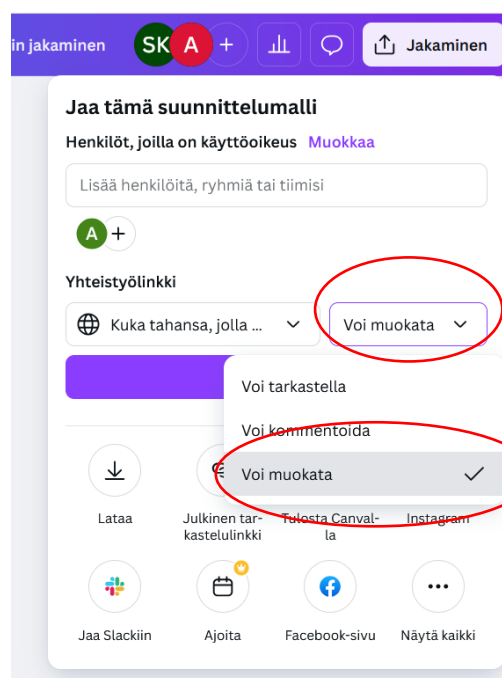 in jakaminen SK A + Jakaminen
Jaa tämä suunnittelumalli
Henkilöt, joilla on käyttöoikeus Muokkaa
Lisää henkilöitä, ryhmiä tai tiimisi
A +
Yhteistyölinkki
Kuka tahansa, jolla ... Voi muokata
Voi tarkastella
Voi kommentoida
Voi muokata
Lataa
Julkinen tar-
kastelulinkki
Tulosta Canval-
la
Instagram
Jaa Slackiin
Ajoita
Facebook-sivu
Näytä kaikki